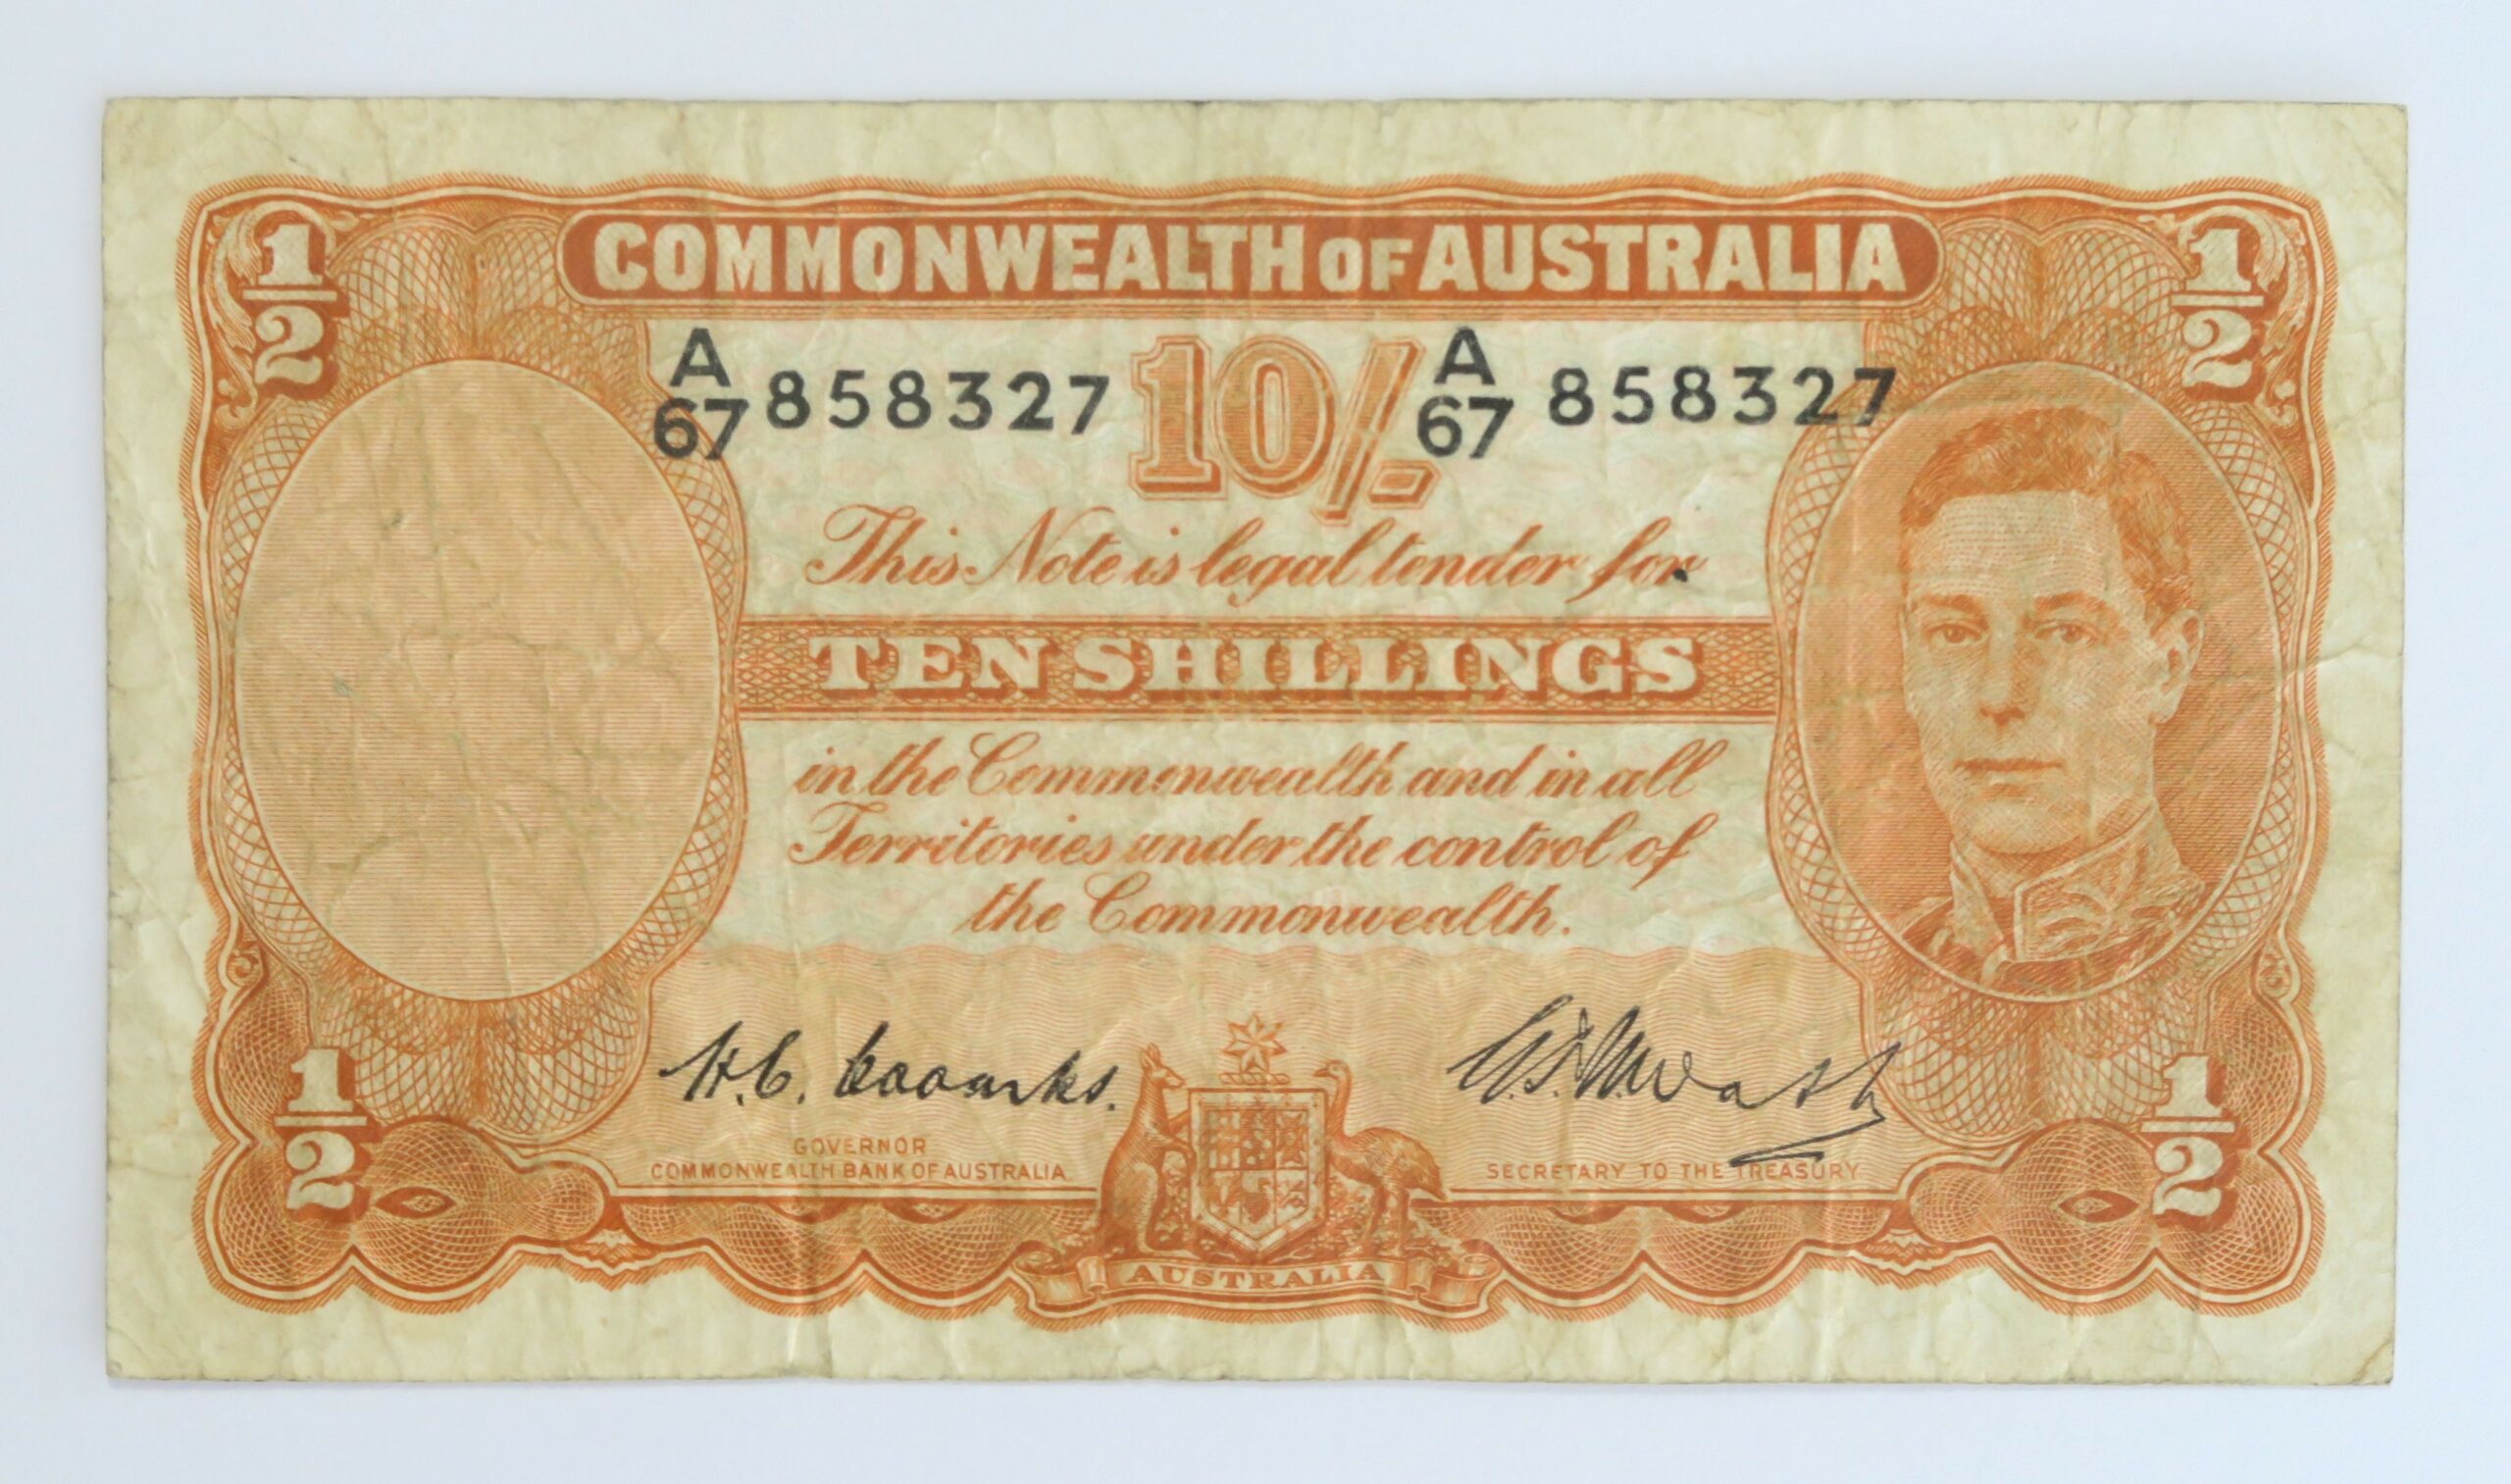 1/2 COMMONWEALTH OF AUSTRALIA 1/2
A/67 858327 10/- A/67 858327
This Note is legal tender for
TEN SHILLINGS
in the Commonwealth and in all
Territories under the control of
the Commonwealth.
H.C. Coombs.
GOVERNOR
COMMONWEALTH BANK OF AUSTRALIA
SECRETARY TO THE TREASURY
1/2 AUSTRALIA 1/2